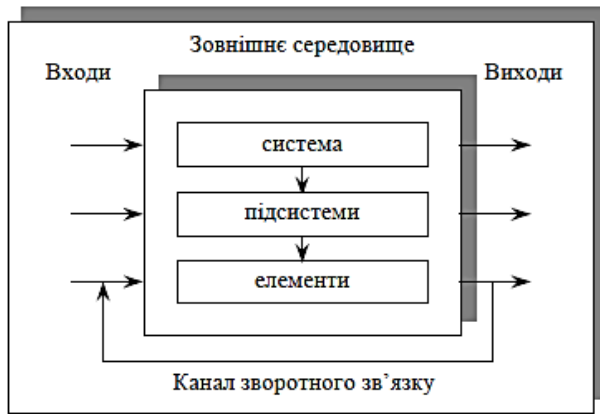 Зовнішнє середовище
Входи
Виходи
система
підсистеми
елементи
Канал зворотного зв’язку